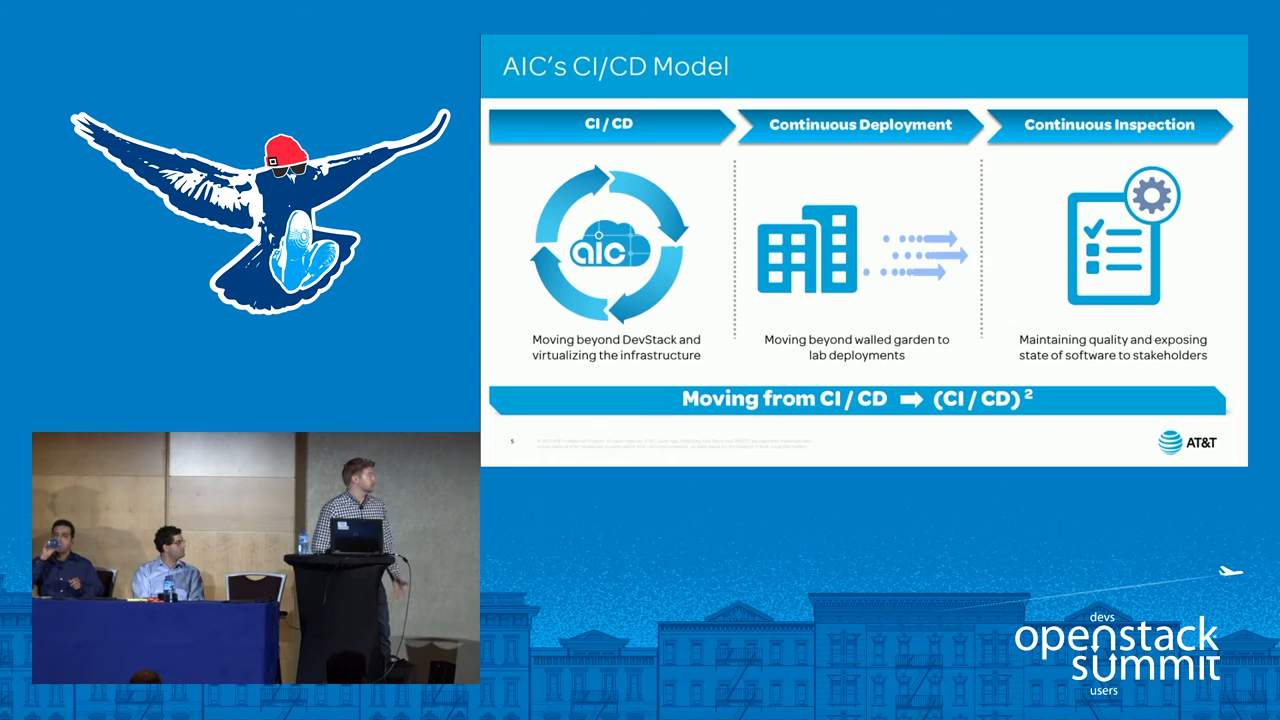 AIC's CI/CD Model
CI / CD
Continuous Deployment
Continuous Inspection
aic
Moving beyond DevStack and
virtualizing the infrastructure
Moving beyond walled garden to
lab deployments
Maintaining quality and exposing
state of software to stakeholders
Moving from CI / CD ➡ (CI / CD) ²
5
AT&T
devs
openstack
summit
users